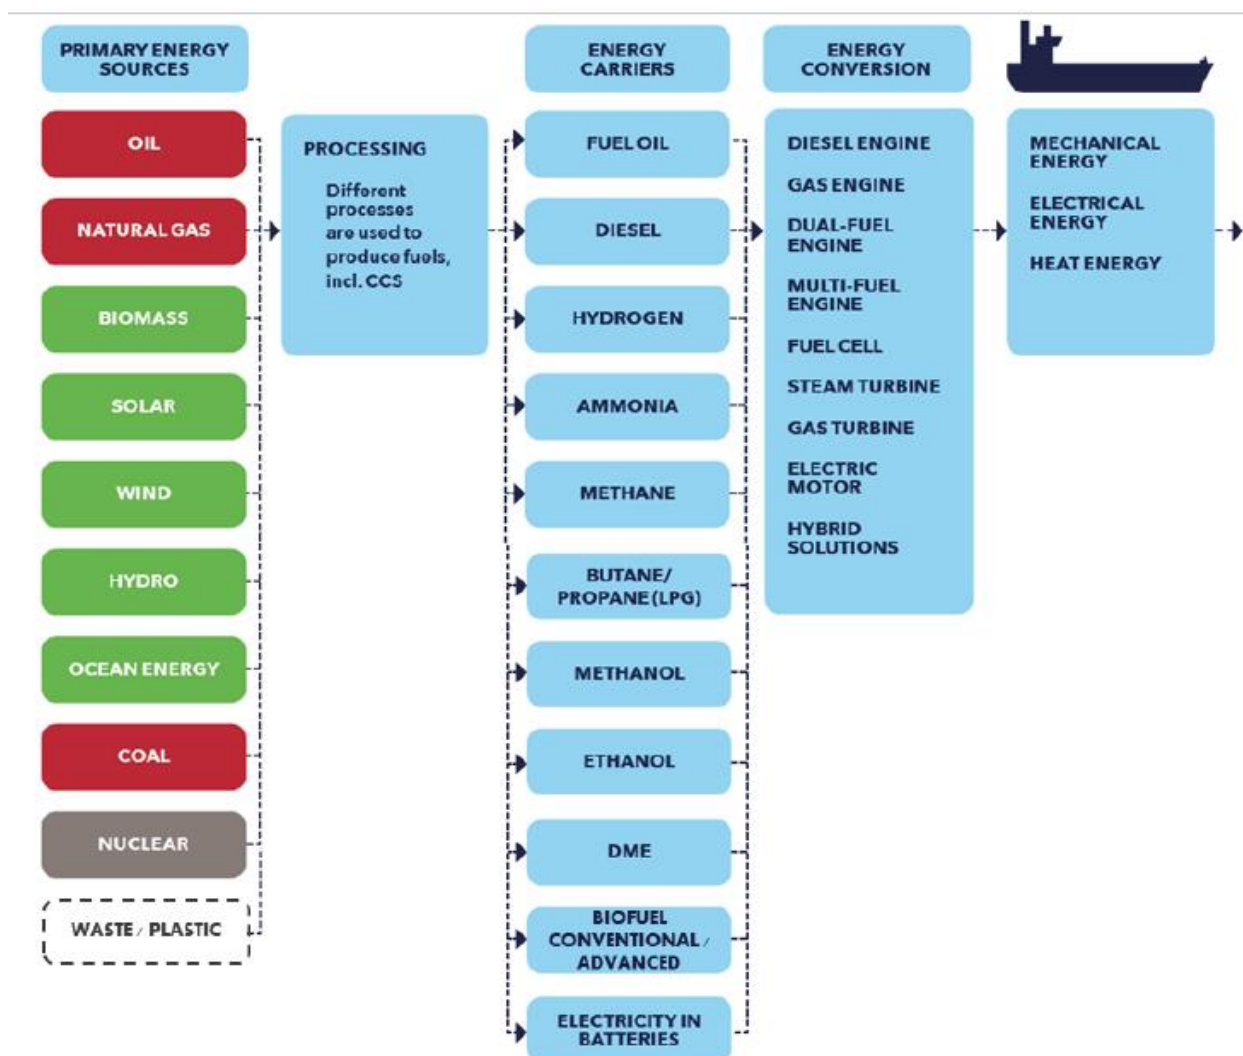 PRIMARY ENERGY
SOURCES
OIL
NATURAL GAS
BIOMASS
SOLAR
WIND
HYDRO
OCEAN ENERGY
COAL
NUCLEAR
WASTE / PLASTIC
PROCESSING
Different
processes
are used to
produce fuels,
incl. CCS
ENERGY
CARRIERS
FUEL OIL
DIESEL
HYDROGEN
AMMONIA
METHANE
BUTANE/
PROPANE (LPG)
METHANOL
ETHANOL
DME
BIOFUEL
CONVENTIONAL /
ADVANCED
ELECTRICITY IN
BATTERIES
ENERGY
CONVERSION
DIESEL ENGINE
GAS ENGINE
DUAL-FUEL
ENGINE
MULTI-FUEL
ENGINE
FUEL CELL
STEAM TURBINE
GAS TURBINE
ELECTRIC
MOTOR
HYBRID
SOLUTIONS
MECHANICAL
ENERGY
ELECTRICAL
ENERGY
HEAT ENERGY